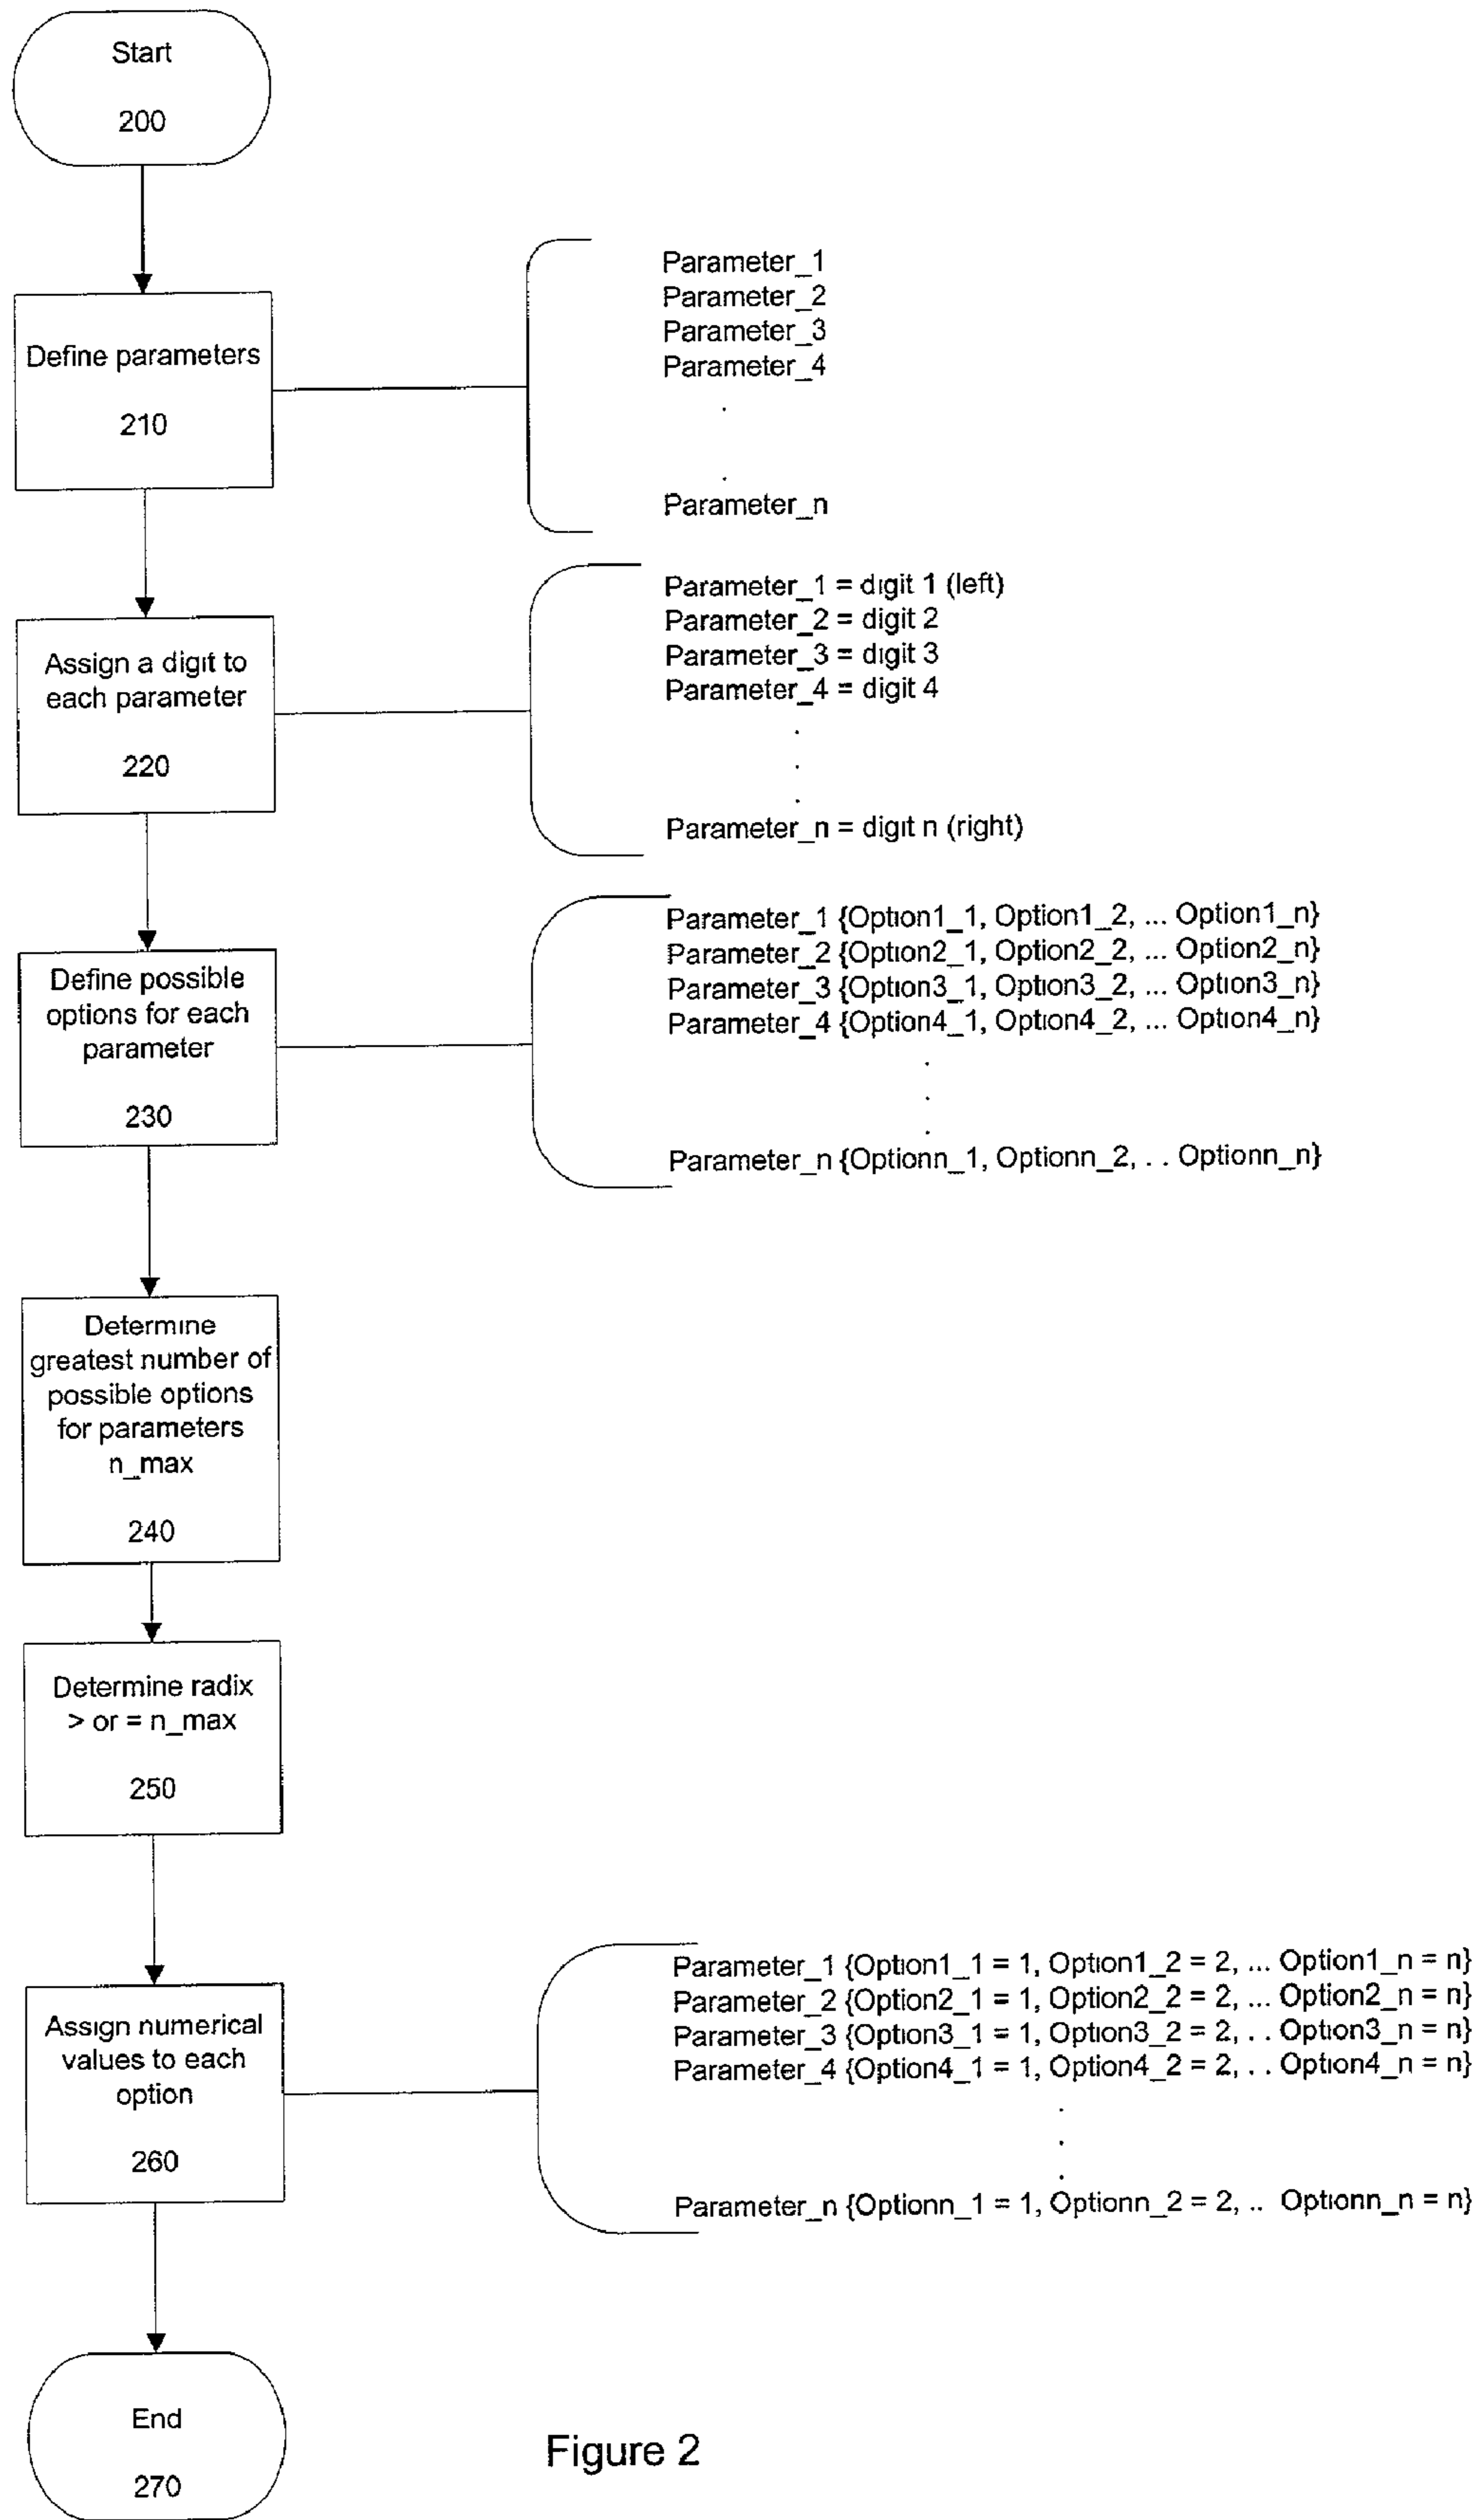 Start
200
Define parameters
210
Parameter_1
Parameter_2
Parameter_3
Parameter_4
.
.
Parameter_n
Assign a digit to
each parameter
220
Parameter_1 = digit 1 (left)
Parameter_2 = digit 2
Parameter_3 = digit 3
Parameter_4 = digit 4
.
.
.
Parameter_n = digit n (right)
Define possible
options for each
parameter
230
Parameter_1 {Option1_1, Option1_2, ... Option1_n}
Parameter_2 {Option2_1, Option2_2, ... Option2_n}
Parameter_3 {Option3_1, Option3_2, ... Option3_n}
Parameter_4 {Option4_1, Option4_2, ... Option4_n}
.
.
.
Parameter_n {Optionn_1, Optionn_2, . . Optionn_n}
Determine
greatest number of
possible options
for parameters
n_max
240
Determine radix
> or = n_max
250
Assign numerical
values to each
option
260
Parameter_1 {Option1_1 = 1, Option1_2 = 2, ... Option1_n = n}
Parameter_2 {Option2_1 = 1, Option2_2 = 2, ... Option2_n = n}
Parameter_3 {Option3_1 = 1, Option3_2 = 2, . . Option3_n = n}
Parameter_4 {Option4_1 = 1, Option4_2 = 2, . . Option4_n = n}
.
.
.
Parameter_n {Optionn_1 = 1, Optionn_2 = 2, .. Optionn_n = n}
End
270
Figure 2